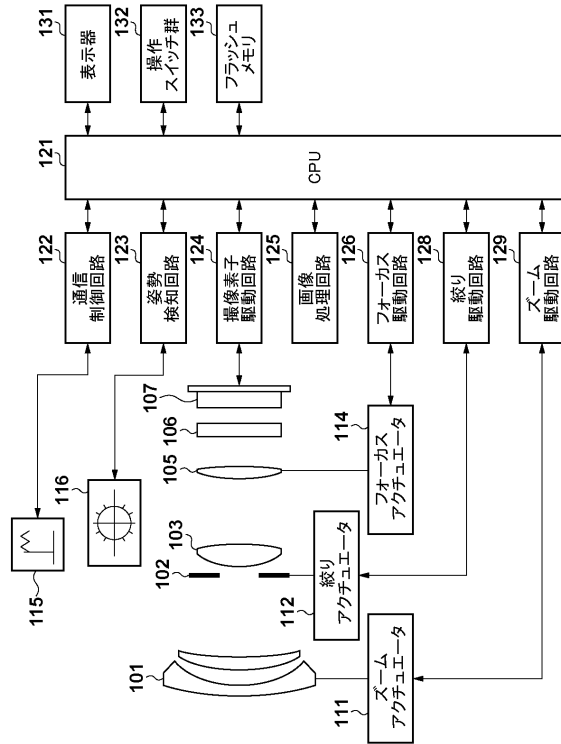 131
表示器
132
操作
スイッチ群
133
フラッシュ
メモリ
121
CPU
122
通信
制御回路
123
姿勢
検知回路
124
撮像素子
駆動回路
125
画像
処理回路
126
フォーカス
駆動回路
128
絞り
駆動回路
129
ズーム
駆動回路
107
106
105
114
フォーカス
アクチュエータ
116
103
102
112
絞り
アクチュエータ
115
101
111
ズーム
アクチュエータ